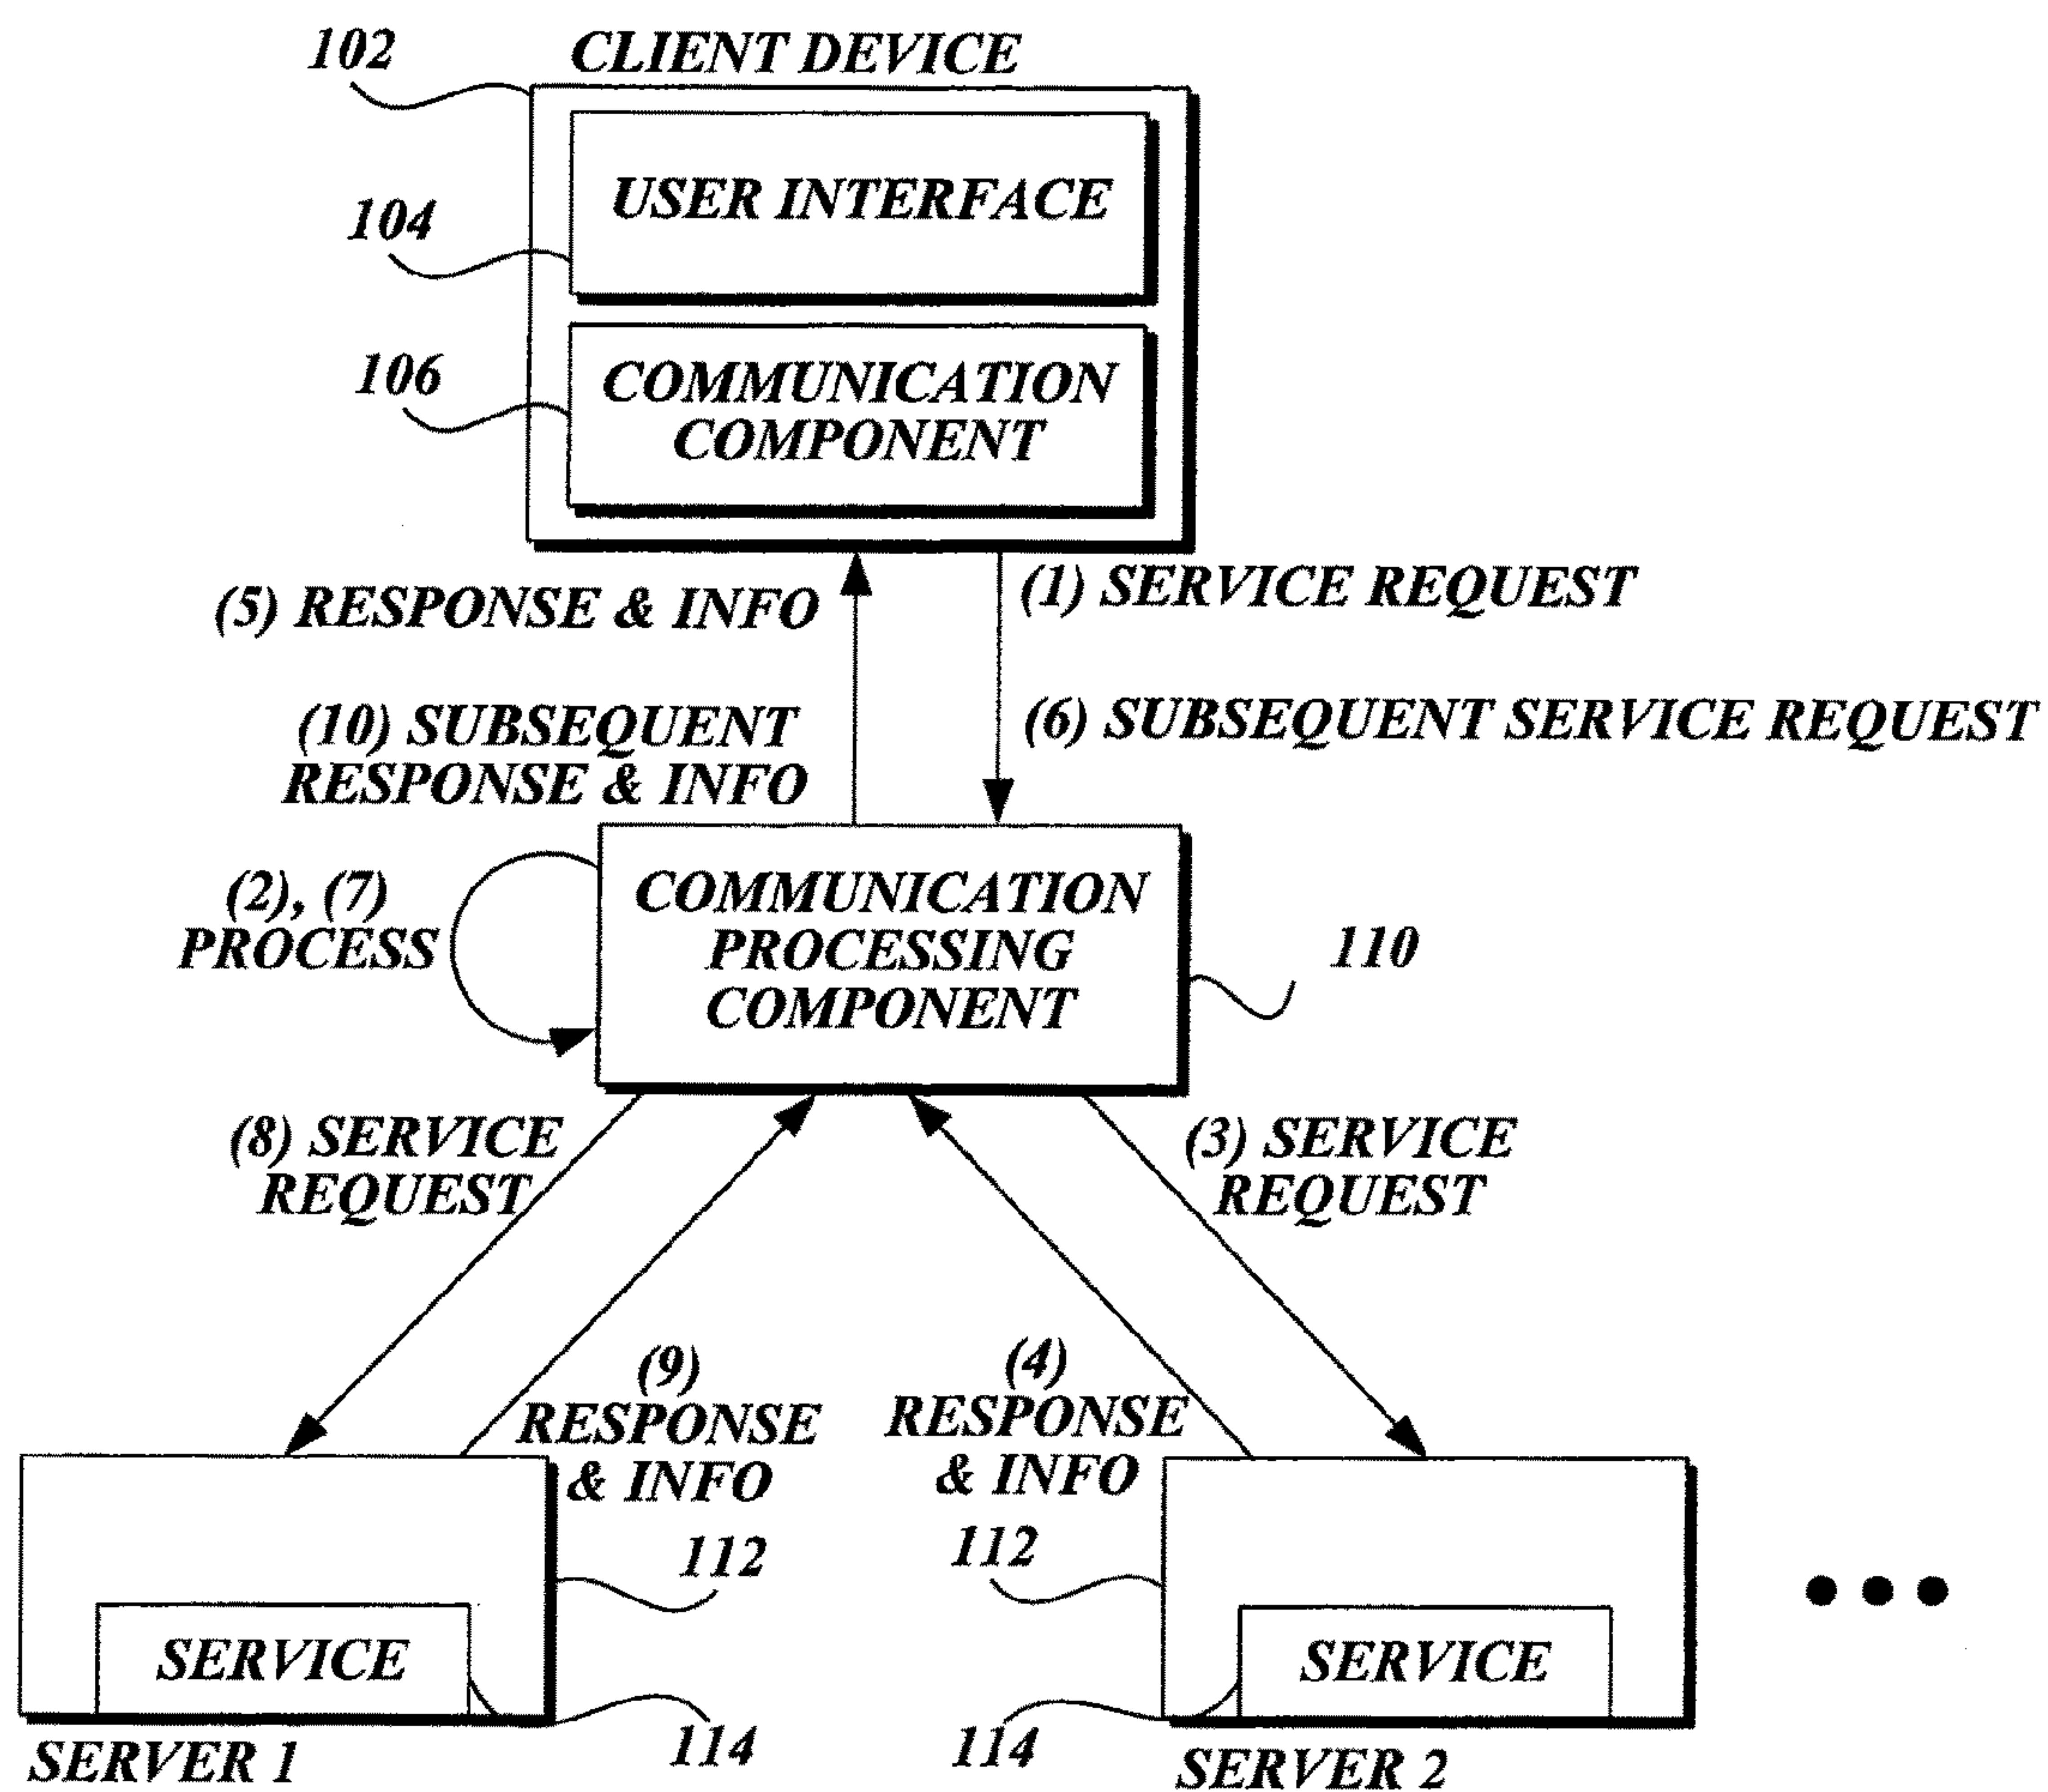 102
CLIENT DEVICE
USER INTERFACE
104
106
COMMUNICATION
COMPONENT
(5) RESPONSE & INFO
(1) SERVICE REQUEST
(10) SUBSEQUENT
RESPONSE & INFO
(6) SUBSEQUENT SERVICE REQUEST
(2), (7)
PROCESS
COMMUNICATION
PROCESSING
COMPONENT
110
(8) SERVICE
REQUEST
(3) SERVICE
REQUEST
(9)
RESPONSE
& INFO
(4)
RESPONSE
& INFO
112
112
SERVICE
SERVICE
114
114
SERVER 1
SERVER 2